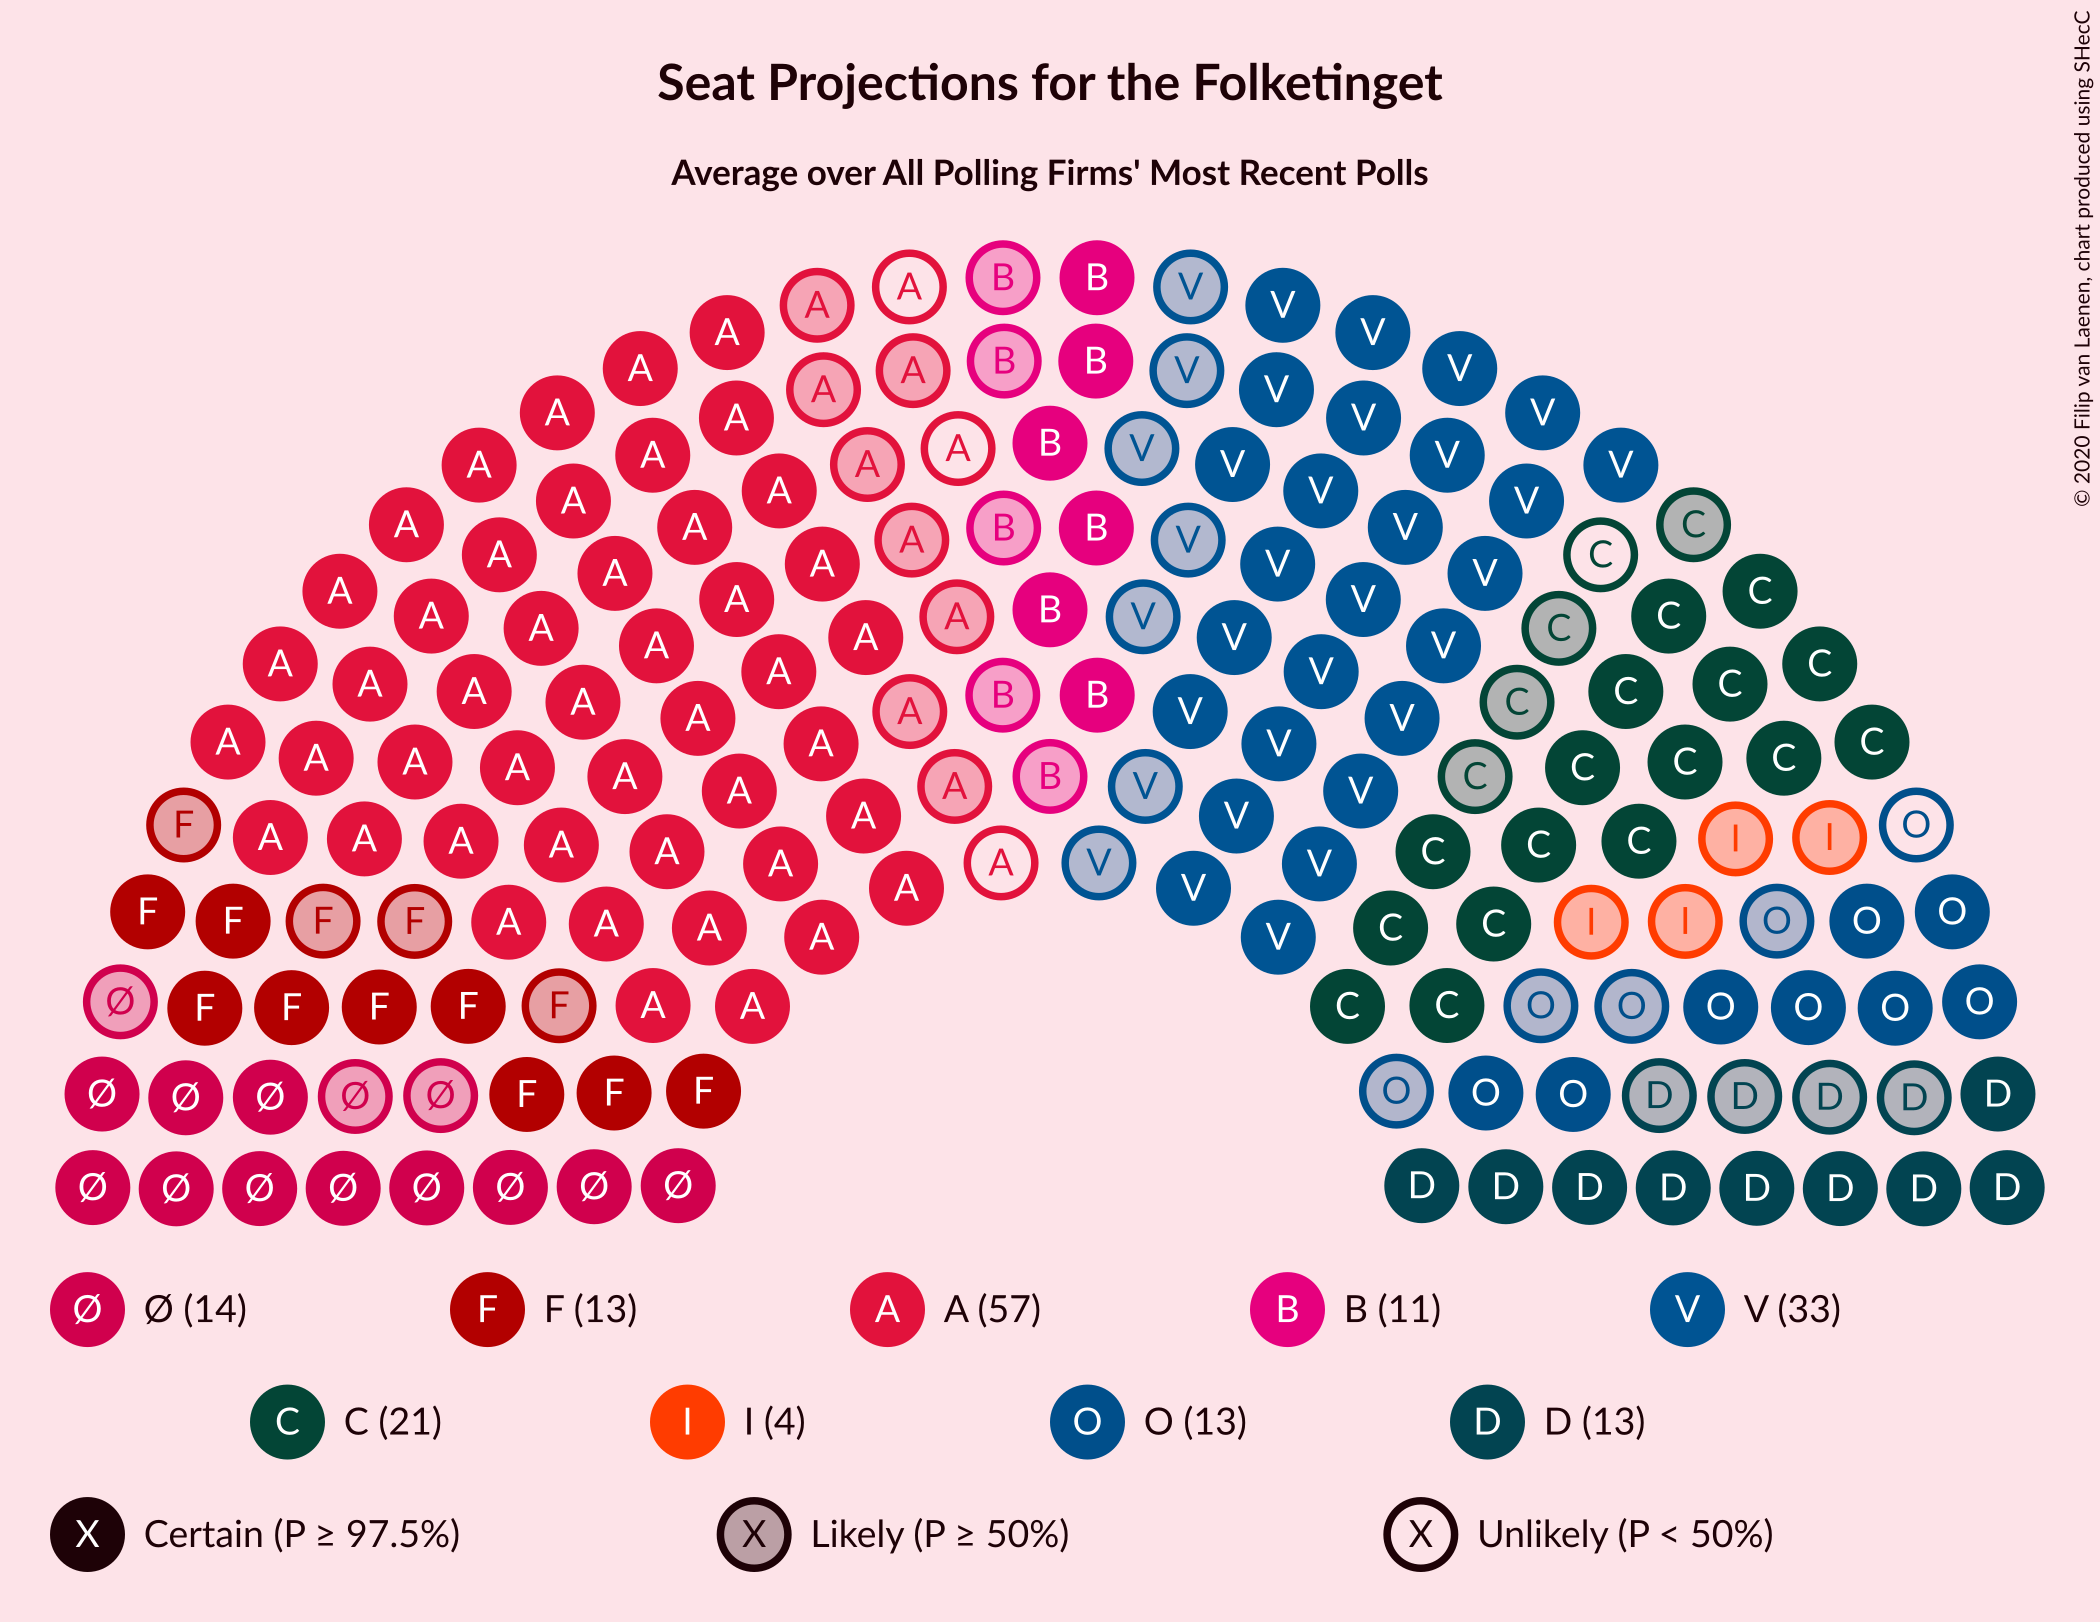 Seat Projections for the Folketinget
Average over All Polling Firms' Most Recent Polls
© 2020 Filip van Laenen, chart produced using SHecC
A A B B V V
A A A B B V V V
A A A V V V
A A A A B V V V V
A A A A B B V V V C
A A A A V V V C
A A A A A A A B V V V V C C C
A A A A A A A B B V V V C C C C
A A A A A A A A B V V V C C C C C
F A A A A A A A A V V V C C C I I O
F F F F A A A A A V V C C I I O O O
Ø F F F F F A A C C O O O O O O
Ø Ø Ø Ø Ø F F F O O O D D D D D
Ø Ø Ø Ø Ø Ø Ø Ø D D D D D D D D
Ø Ø (14) F F (13) A A (57) B B (11) V V (33)
C C (21) I I (4) O O (13) D D (13)
X Certain (P ≥ 97.5%) X Likely (P ≥ 50%) X Unlikely (P < 50%)